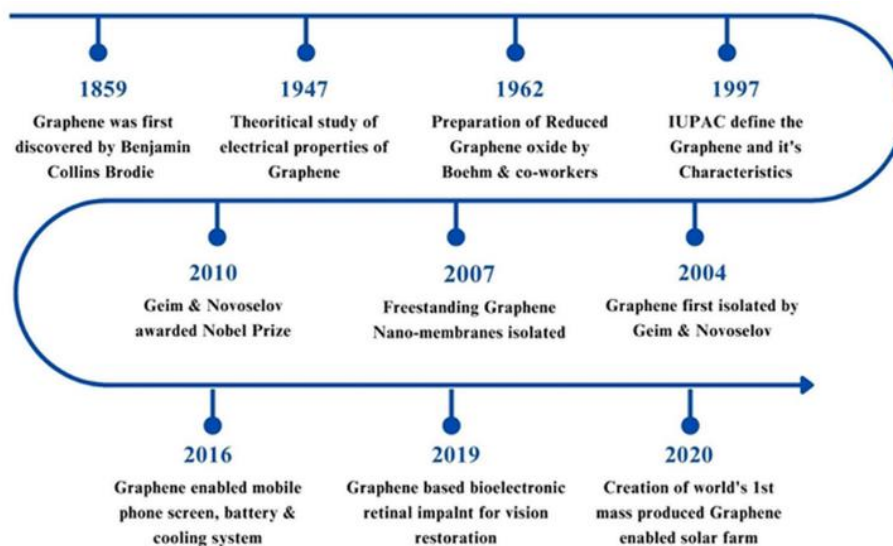 1859
Graphene was first
discovered by Benjamin
Collins Brodie
1947
Theoritical study of
electrical properties of
Graphene
1962
Preparation of Reduced
Graphene oxide by
Boehm & co-workers
1997
IUPAC define the
Graphene and it's
Characteristics
2004
Graphene first isolated by
Geim & Novoselov
2007
Freestanding Graphene
Nano-membranes isolated
2010
Geim & Novoselov
awarded Nobel Prize
2016
Graphene enabled mobile
phone screen, battery &
cooling system
2019
Graphene based bioelectronic
retinal impalnt for vision
restoration
2020
Creation of world's 1st
mass produced Graphene
enabled solar farm